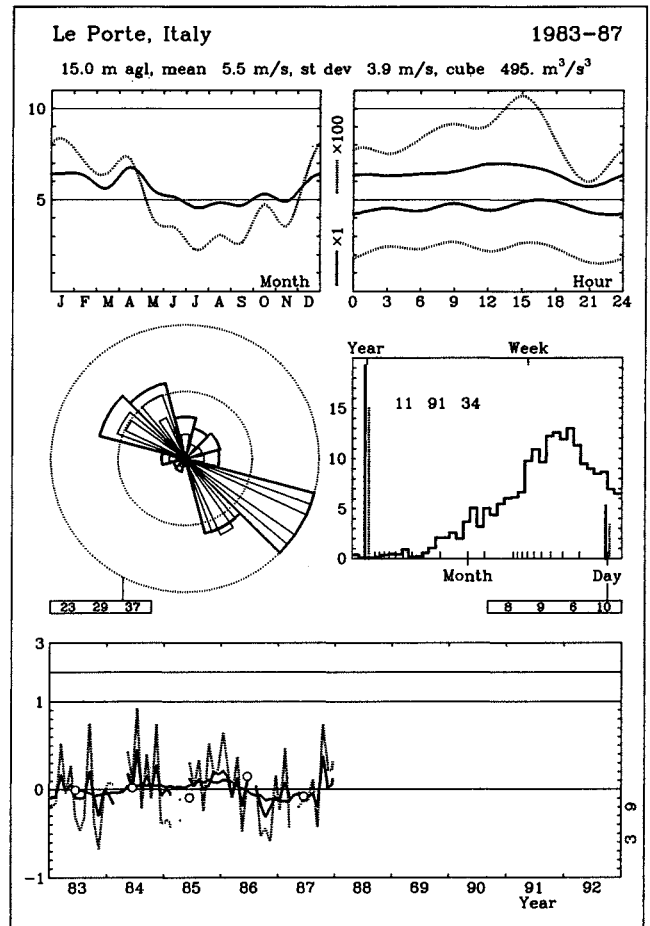 Le Porte, Italy 1983–87
15.0 m agl, mean 5.5 m/s, st dev 3.9 m/s, cube 495. m³/s³
10
5
×1 ×100
Month
J F M A M J J A S O N D
Hour
0 3 6 9 12 15 18 21 24
Year Week
11 91 34
15
10
5
0
Month Day
23 29 37
8 9 6 10
3
1
0
-1
9
3
83 84 85 86 87 88 89 90 91 92
Year